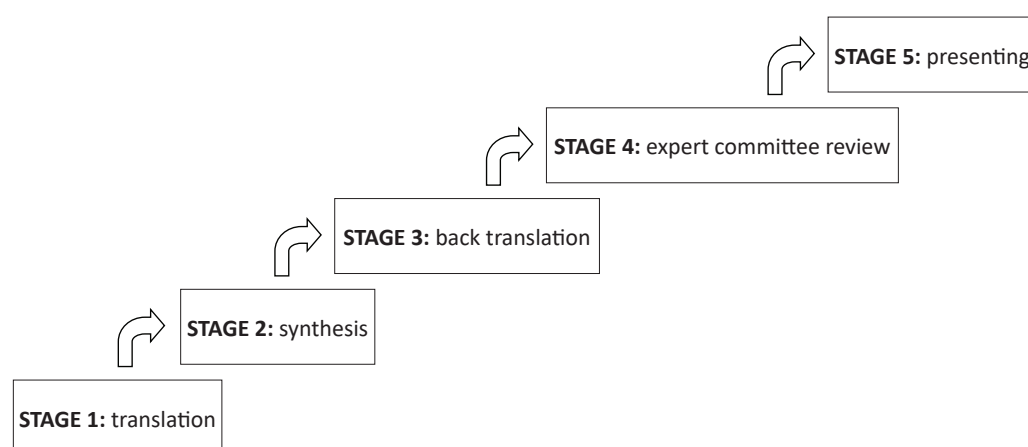 STAGE 5: presenting
STAGE 4: expert committee review
STAGE 3: back translation
STAGE 2: synthesis
STAGE 1: translation